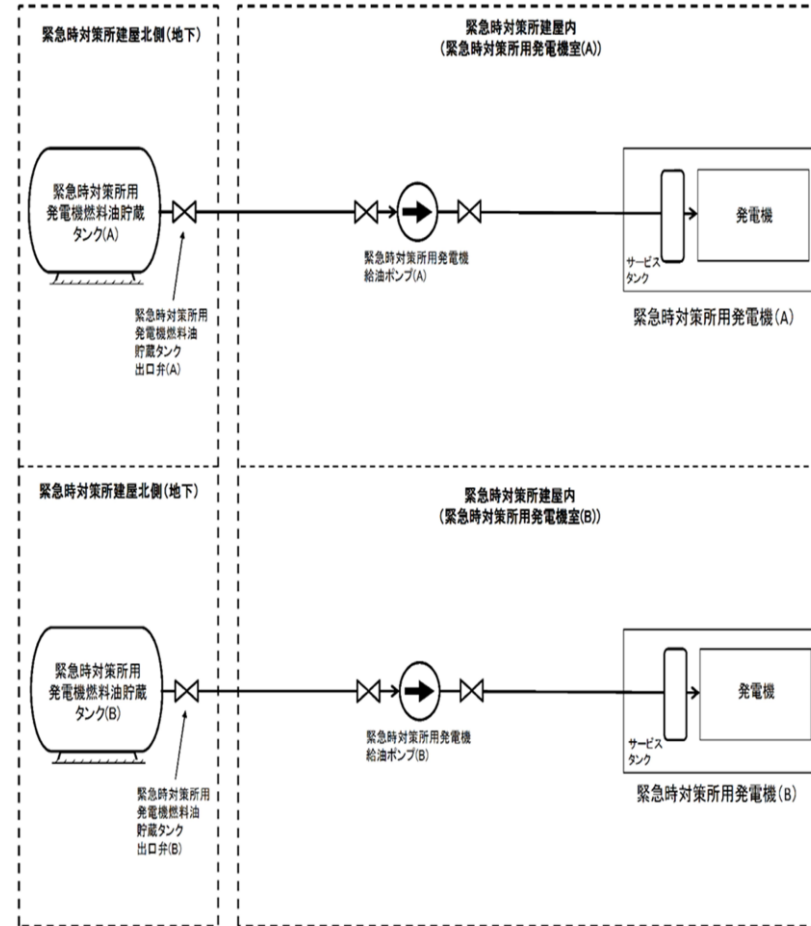 緊急時対策所建屋北側(地下)
緊急時対策所建屋内
(緊急時対策所用発電機室(A))
緊急時対策所用
発電機燃料油貯蔵
タンク(A)
発電機
緊急時対策所用発電機
給油ポンプ(A)
サービス
タンク
緊急時対策所用
発電機燃料油
貯蔵タンク
出口弁(A)
緊急時対策所用発電機(A)
緊急時対策所建屋北側(地下)
緊急時対策所建屋内
(緊急時対策所用発電機室(B))
緊急時対策所用
発電機燃料油貯蔵
タンク(B)
発電機
緊急時対策所用発電機
給油ポンプ(B)
サービス
タンク
緊急時対策所用
発電機燃料油
貯蔵タンク
出口弁(B)
緊急時対策所用発電機(B)